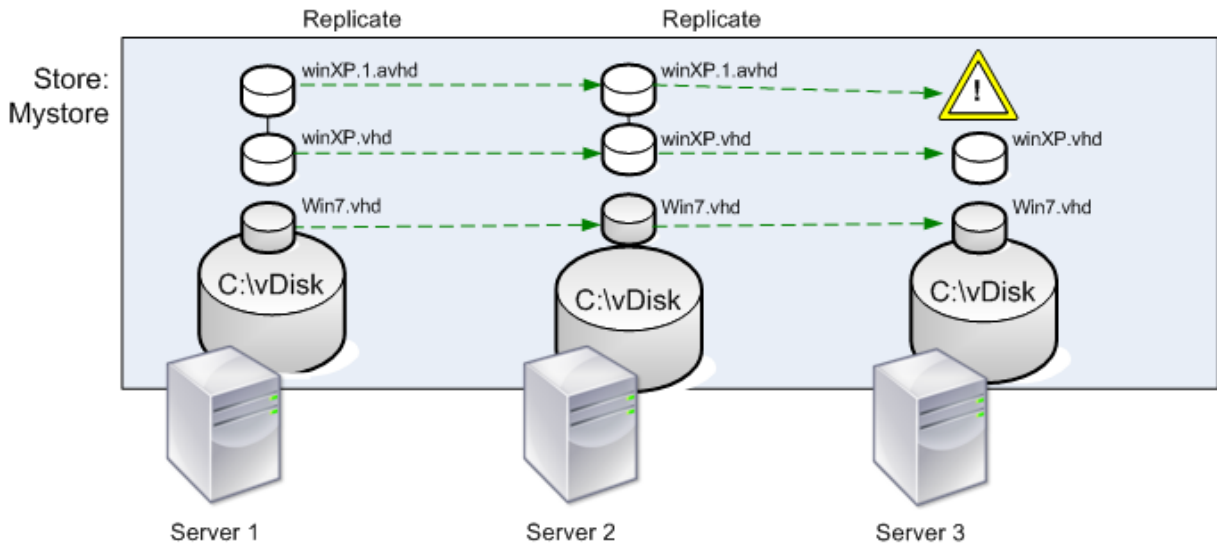 Replicate
Replicate
Store:
Mystore
winXP.1.avhd
winXP.1.avhd
!
winXP.vhd
winXP.vhd
winXP.vhd
Win7.vhd
Win7.vhd
Win7.vhd
C:\vDisk
C:\vDisk
C:\vDisk
Server 1
Server 2
Server 3